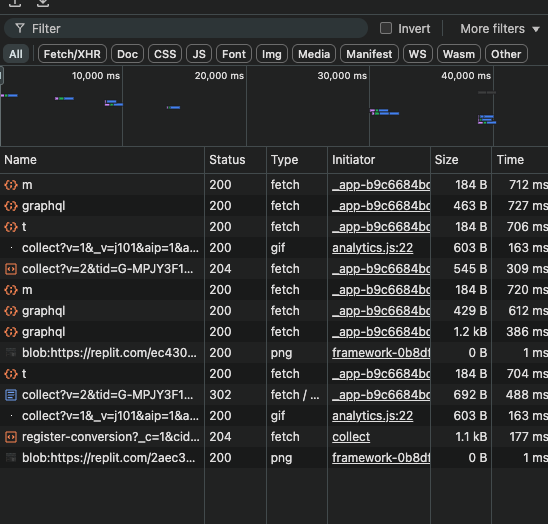 Filter Invert More filters
All Fetch/XHR Doc CSS JS Font Img Media Manifest WS Wasm Other
10,000 ms 20,000 ms 30,000 ms 40,000 ms
Name Status Type Initiator Size Time
m 200 fetch _app-b9c6684bc 184 B 712 ms
graphql 200 fetch _app-b9c6684bc 463 B 727 ms
t 200 fetch _app-b9c6684bc 184 B 706 ms
collect?v=1&_v=j101&aip=1&a... 200 gif analytics.js:22 603 B 163 ms
collect?v=2&tid=G-MPJY3F1... 204 fetch _app-b9c6684bc 545 B 309 ms
m 200 fetch _app-b9c6684bc 184 B 720 ms
graphql 200 fetch _app-b9c6684bc 429 B 612 ms
graphql 200 fetch _app-b9c6684bc 1.2 kB 386 ms
blob:https://replit.com/ec430... 200 png framework-0b8df 0 B 1 ms
t 200 fetch _app-b9c6684bc 184 B 704 ms
collect?v=2&tid=G-MPJY3F1... 302 fetch / ... _app-b9c6684bc 692 B 488 ms
collect?v=1&_v=j101&aip=1&a... 200 gif analytics.js:22 603 B 163 ms
register-conversion?_c=1&cid... 204 fetch collect 1.1 kB 177 ms
blob:https://replit.com/2aec3... 200 png framework-0b8df 0 B 1 ms